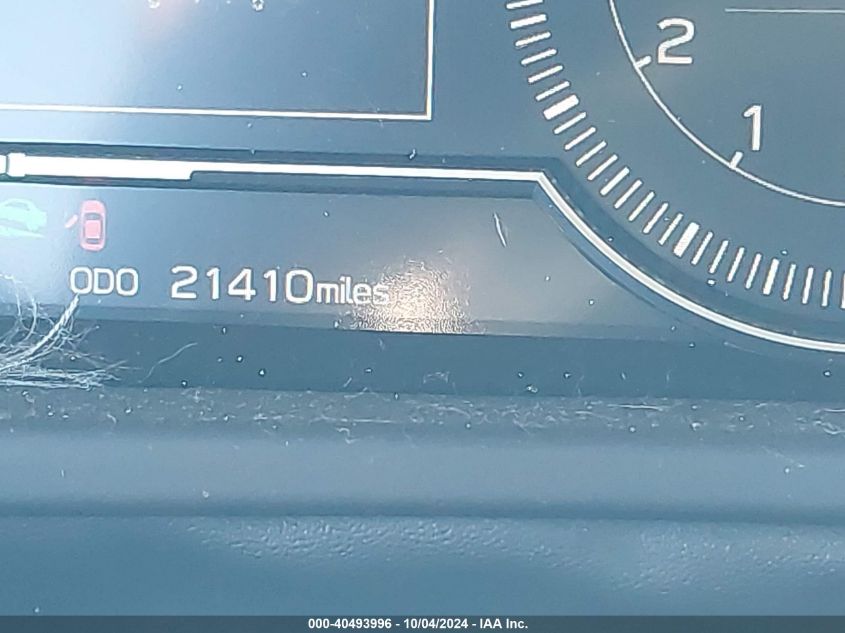 2
1
ODO 21410miles
000-40493996 - 10/04/2024 - IAA Inc.